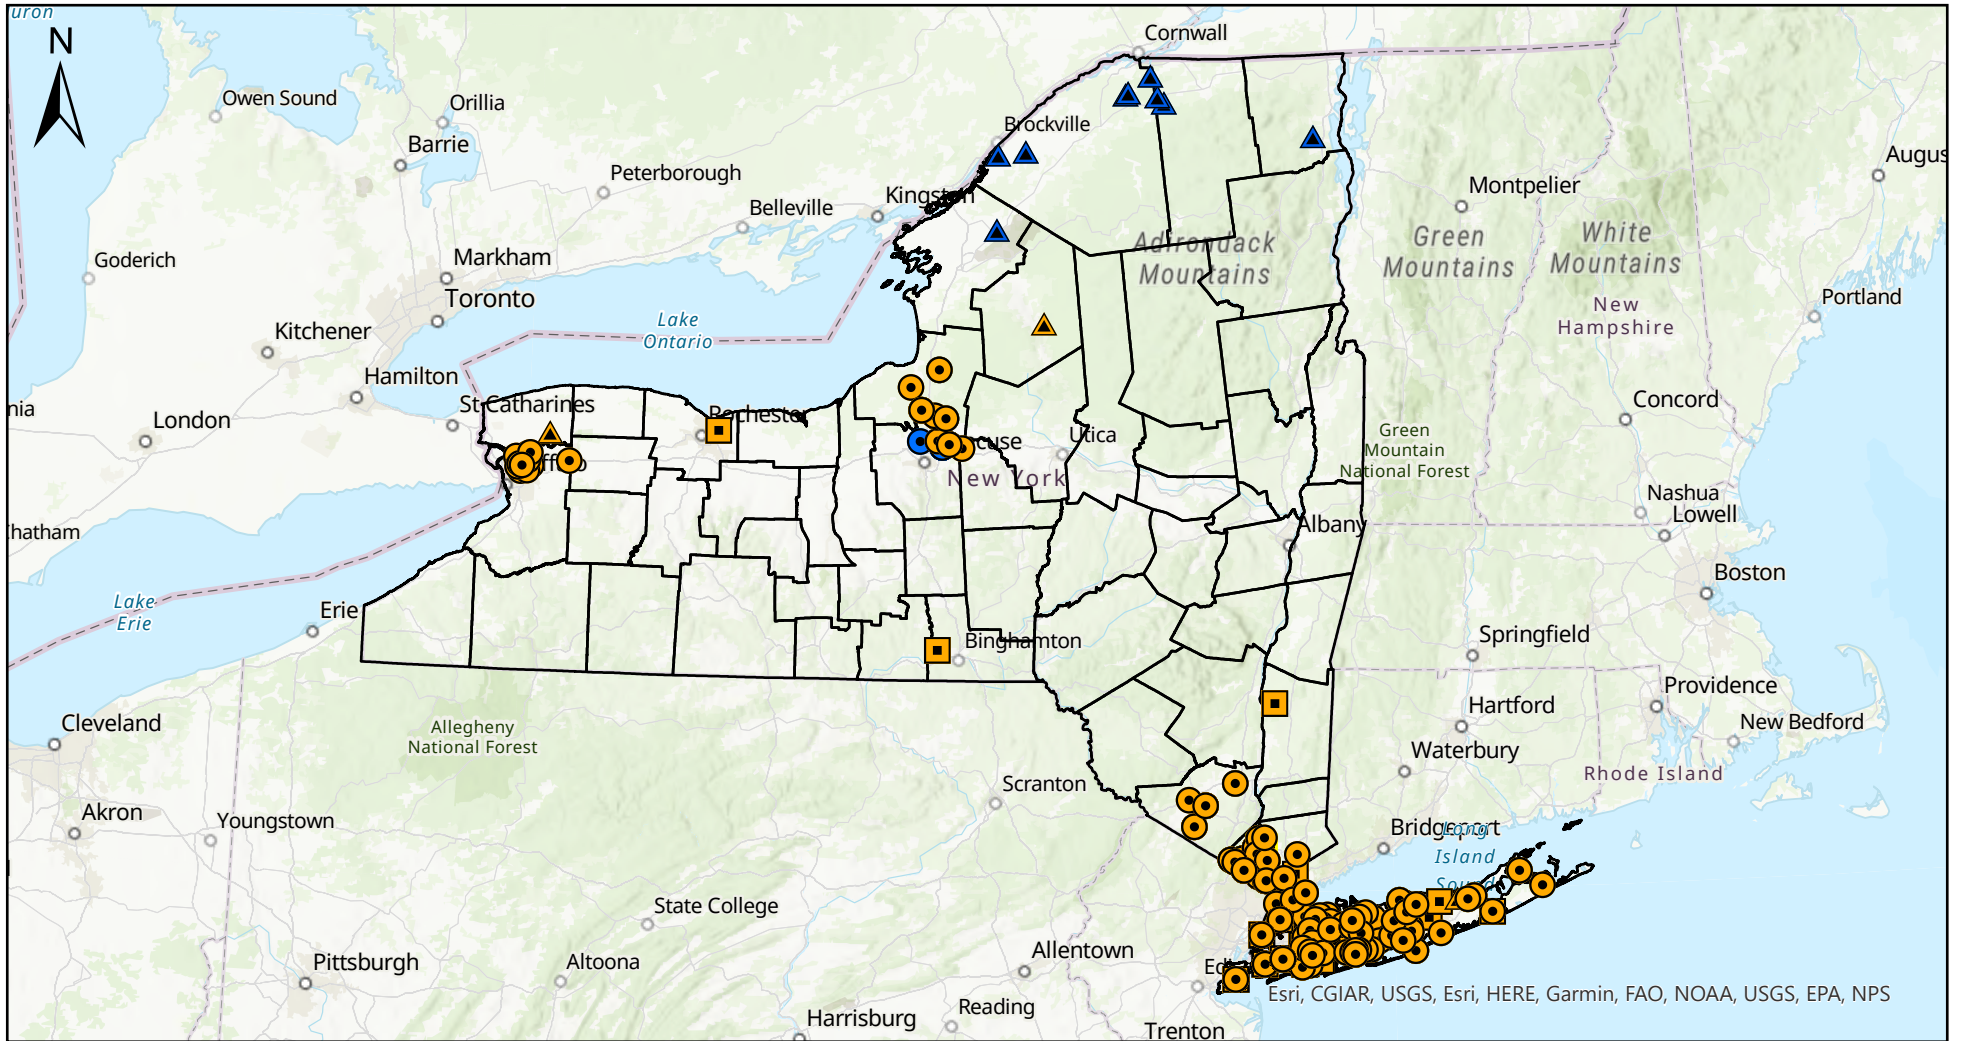 uron
N
Cornwall
Owen Sound
Orillia
Barrie
Brockville
Augus
Peterborough
Kingston
Belleville
Montpelier
Goderich
Markham
Toronto
Adirondack
Mountains
Green
Mountains
White
Mountains
Portland
Kitchener
Lake
Ontario
New
Hampshire
Hamilton
nia
London
St Catharines
Rochester
Concord
Utica
cuse
Green
Mountain
National Forest
ffalo
New York
Nashua
Lowell
hatham
Albany
Boston
Lake
Erie
Erie
Binghamton
Springfield
Hartford
Providence
New Bedford
Cleveland
Allegheny
National Forest
Waterbury
Rhode Island
Scranton
Akron
Youngstown
Bridgeport
Long
Island
Sound
State College
Pittsburgh
Altoona
Allentown
Ed
Esri, CGIAR, USGS, Esri, HERE, Garmin, FAO, NOAA, USGS, EPA, NPS
Reading
Harrisburg
Trenton